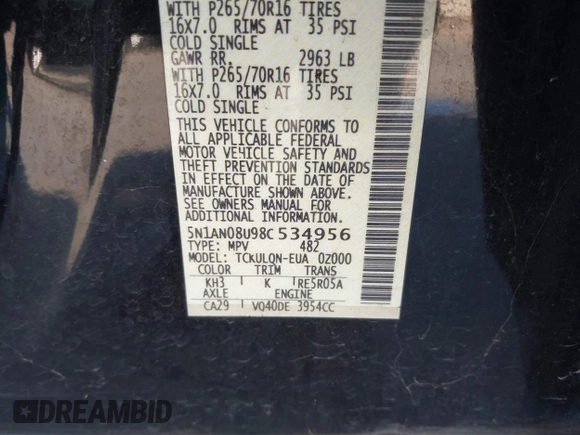 WITH P265/70R16 TIRES
16X7.0 RIMS AT 35 PSI
COLD SINGLE
GAWR RR. 2963 LB
WITH P265/70R16 TIRES
16X7.0 RIMS AT 35 PSI
COLD SINGLE
THIS VEHICLE CONFORMS TO
ALL APPLICABLE FEDERAL
MOTOR VEHICLE SAFETY AND
THEFT PREVENTION STANDARDS
IN EFFECT ON THE DATE OF
MANUFACTURE SHOWN ABOVE.
SEE OWNERS MANUAL FOR
ADDITIONAL INFORMATION
5N1AN08U98C534956
TYPE: MPV 482
MODEL: TCKULQN-EUA 0Z000
COLOR TRIM TRANS
KH3 K RE5R05A
AXLE ENGINE
CA29 VQ40DE 3954CC
DREAMBID